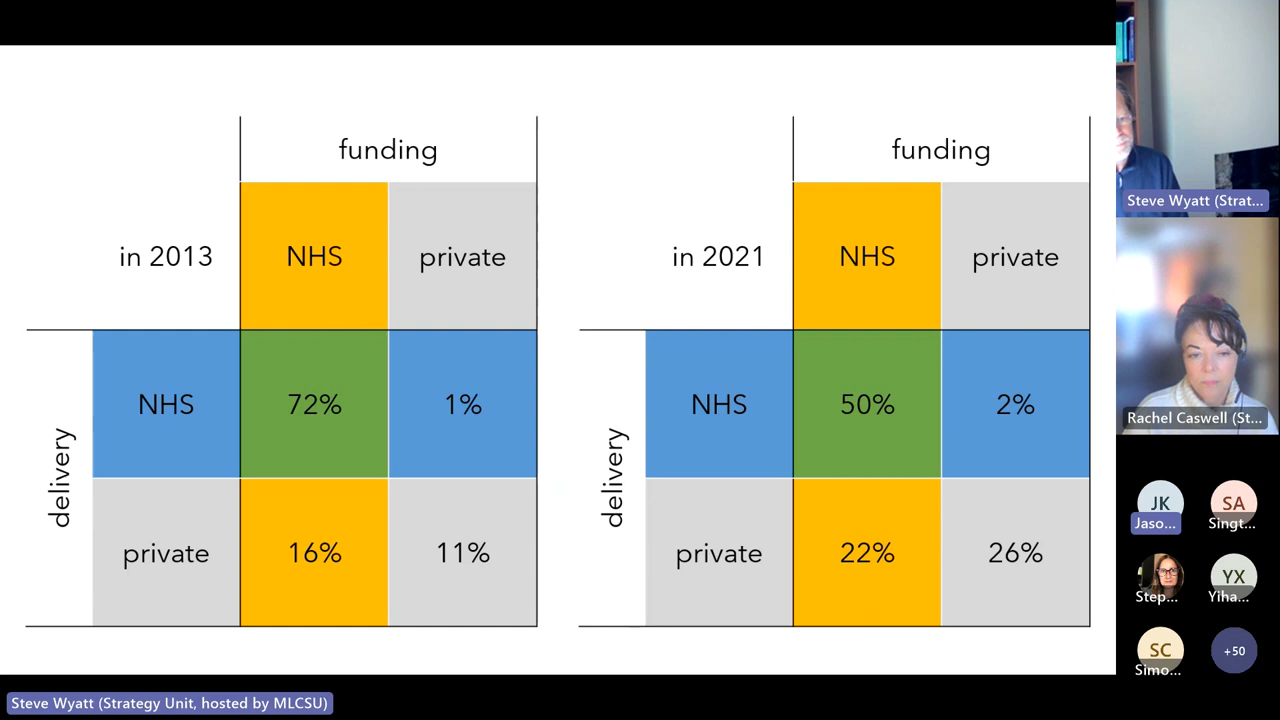 funding
in 2013
NHS
private
delivery
NHS
72%
1%
private
16%
11%
funding
in 2021
NHS
private
delivery
NHS
50%
2%
private
22%
26%
Steve Wyatt (Strat...
Rachel Caswell (St...
JK
Jaso...
SA
Singt...
Step...
YX
Yiha...
SC
Simo...
+50
Steve Wyatt (Strategy Unit, hosted by MLCSU)